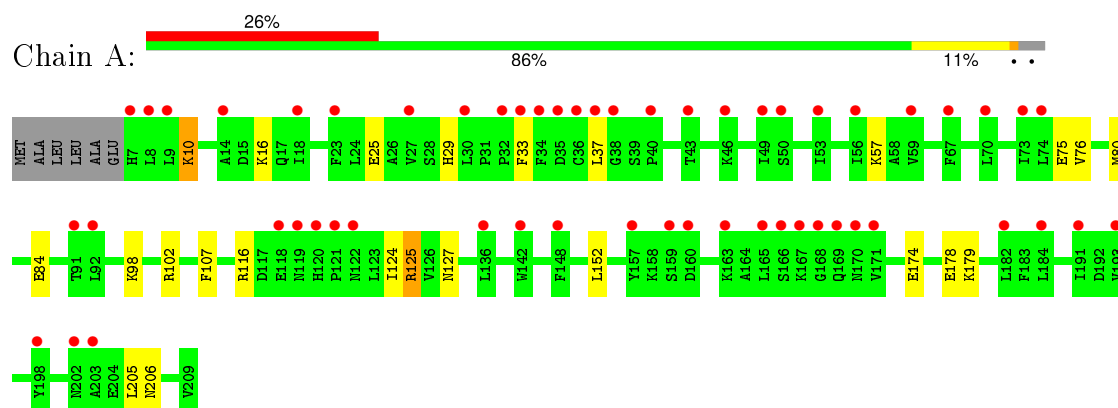 26%
Chain A:
86% 11% • •
MET ALA LEU LEU ALA GLU H7 L8 L9 K10 A14 D15 K16 Q17 I18 F23 L24 E25 A26 V27 S28 H29 L30 P31 P32 F33 F34 D35 C36 L37 G38 S39 P40 T43 K46 I49 S50 I53 I56 K57 A58 V59 F67 L70 I73 L74 E75 V76 M80
E84 T91 L92 K98 R102 F107 R116 D117 E118 N119 H120 P121 N122 L123 I124 R125 V126 N127 L136 W142 F148 L152 Y157 K158 S159 D160 K163 A164 L165 S166 K167 G168 Q169 N170 V171 E174 E178 K179 L182 F183 L184 I191 D192
Y198 N202 A203 E204 L205 N206 V209